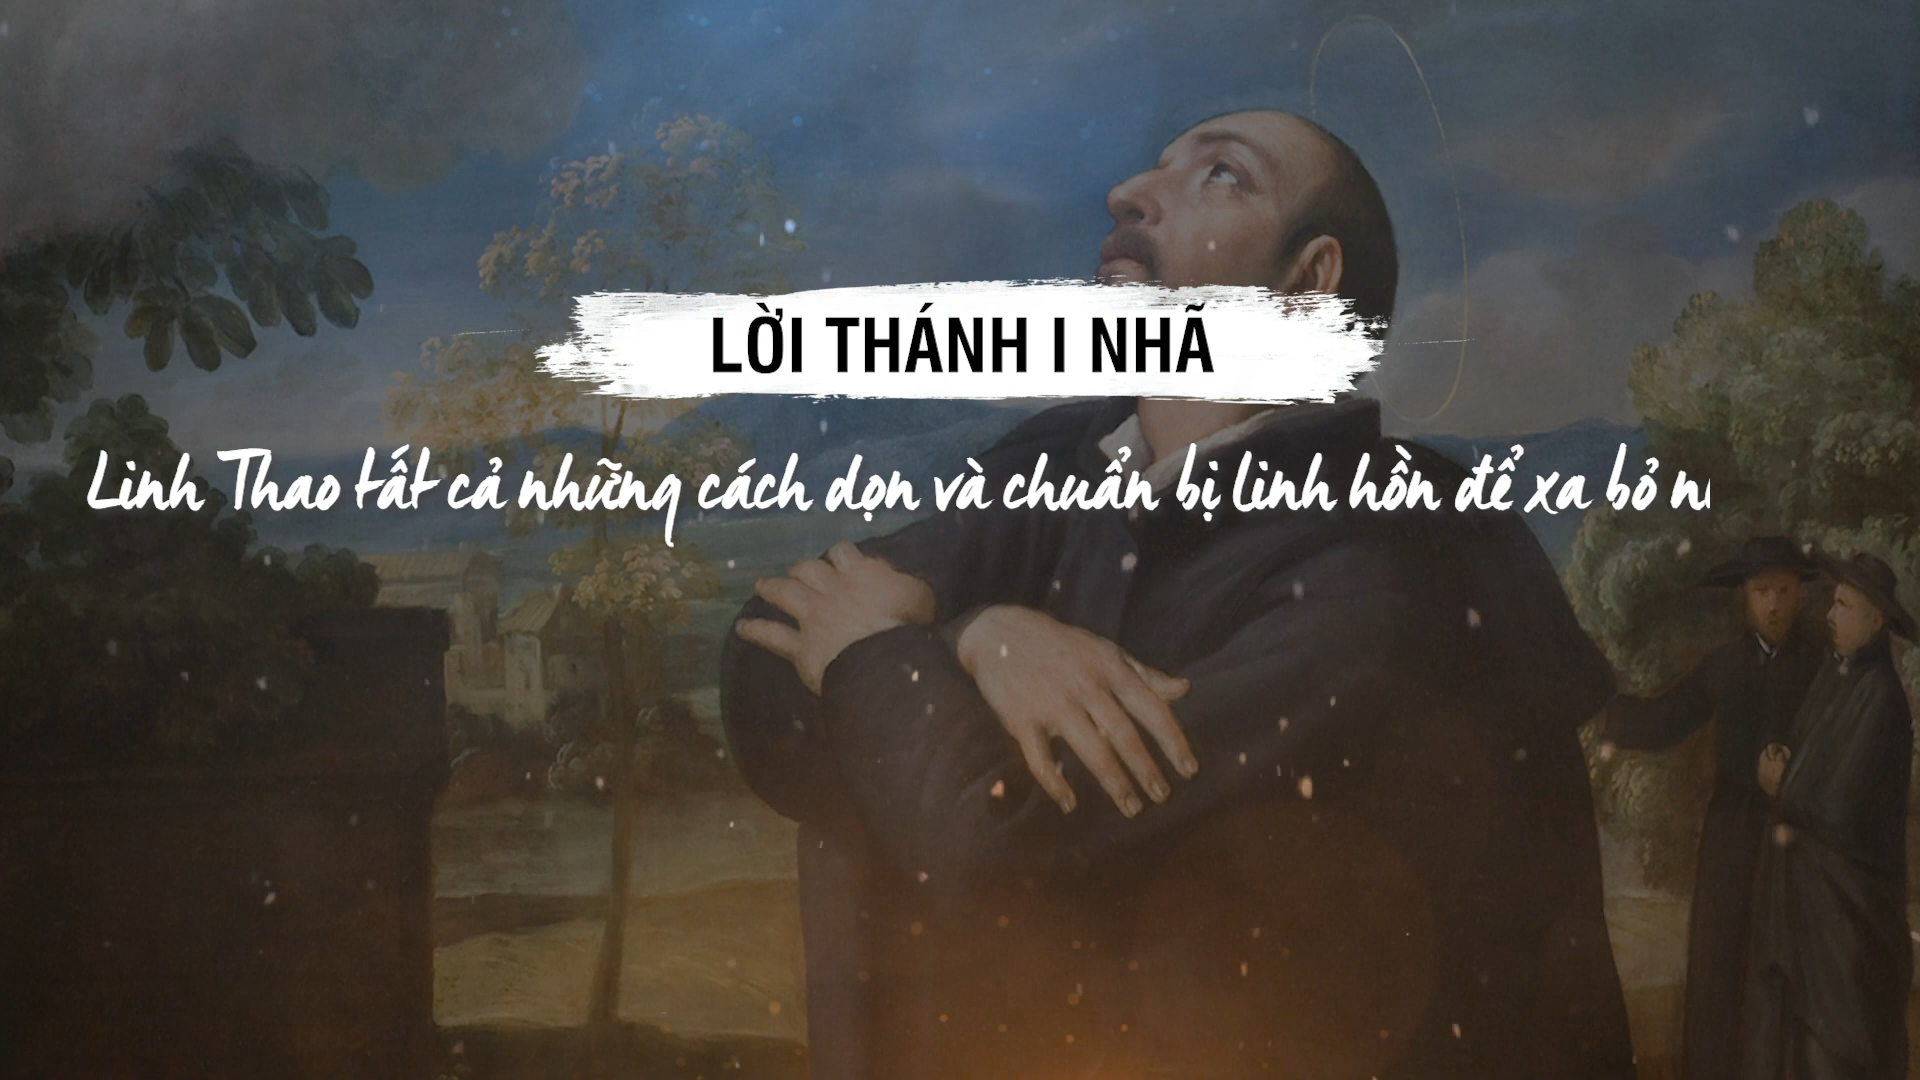 LỜI THÁNH I NHÃ
Linh Thao tất cả những cách dọn và chuẩn bị linh hồn để xa bỏ